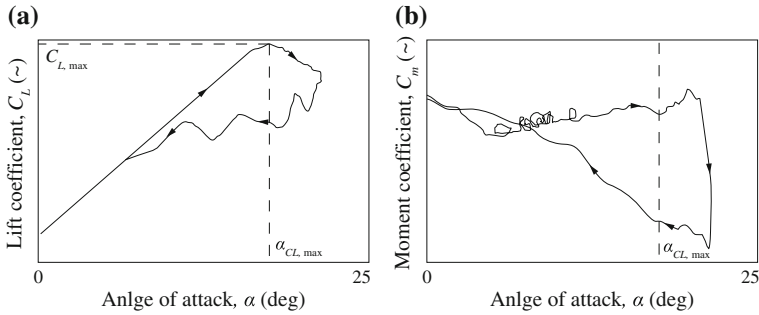 (a)
C_L, max
Lift coefficient, C_L (~)
α_CL, max
0
25
Anlge of attack, α (deg)
(b)
Moment coefficient, C_m (~)
α_CL, max
0
25
Anlge of attack, α (deg)